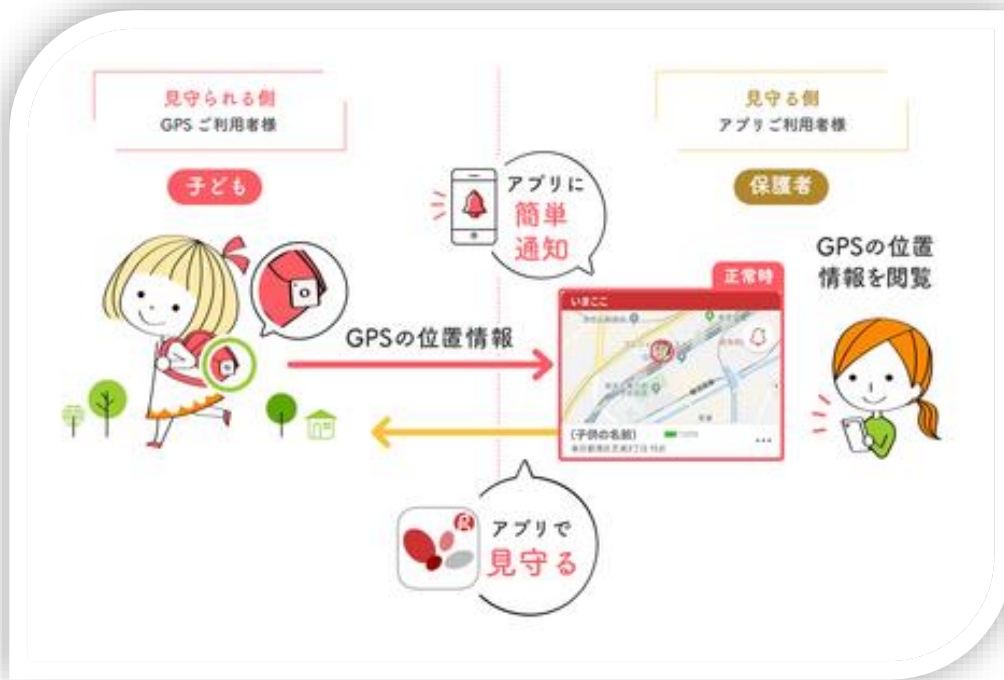 見守られる側
GPS ご利用者様
子ども
見守る側
アプリご利用者様
保護者
アプリに
簡単
通知
GPSの位置
情報を閲覧
正常時
いまここ
GPSの位置情報
(子供の名前)
アプリで
見守る